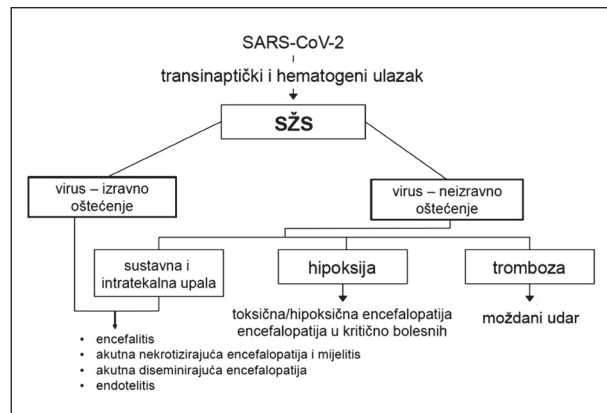 SARS-CoV-2
transinaptički i hematogeni ulazak
SŽS
virus – izravno
oštećenje
virus – neizravno
oštećenje
sustavna i
intratekalna upala
hipoksija
tromboza
toksična/hipoksična encefalopatija
encefalopatija u kritično bolesnih
moždani udar
• encefalitis
• akutna nekrotizirajuća encefalopatija i mijelitis
• akutna diseminirajuća encefalopatija
• endotelitis